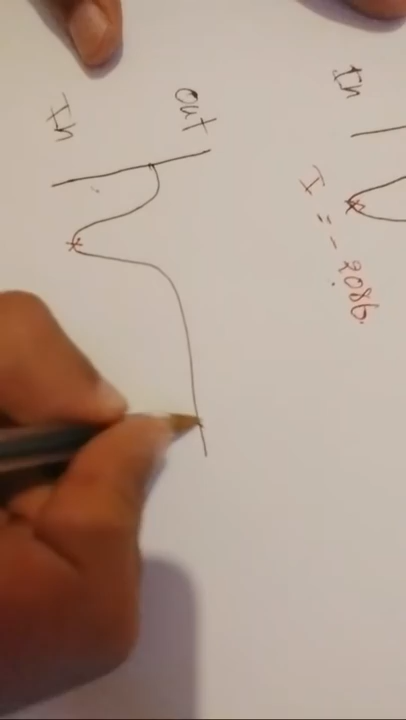 In
out
In
I = -2086.